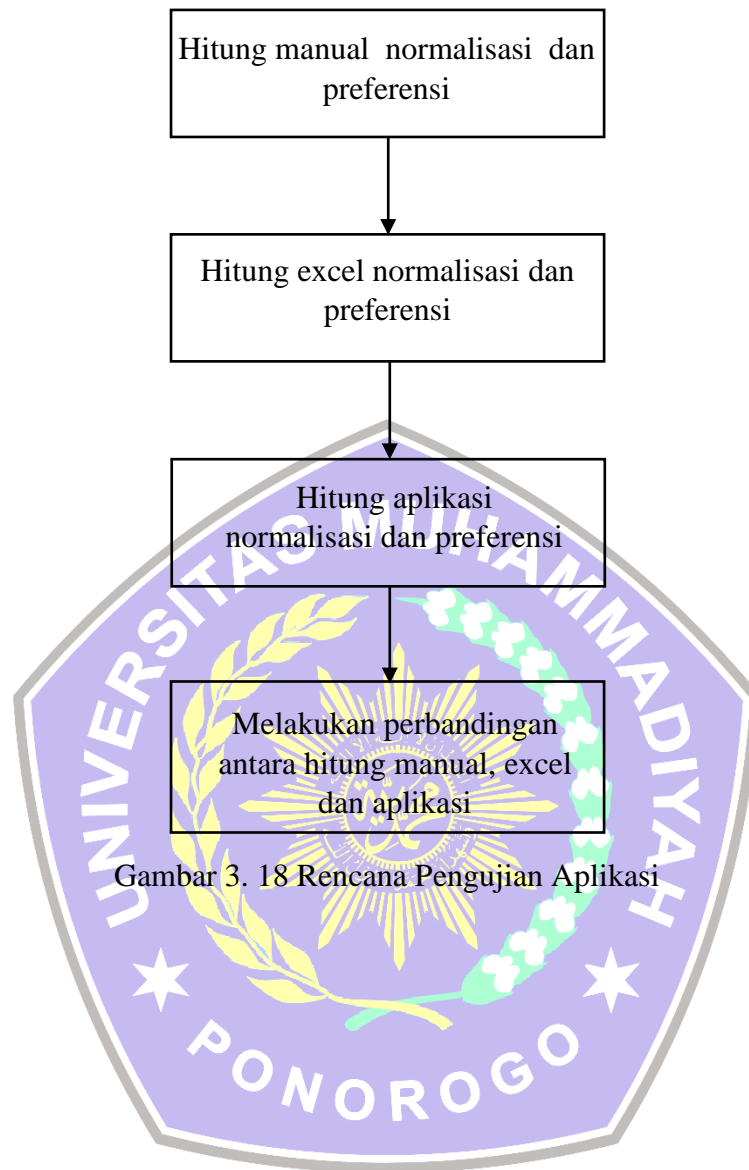 Hitung manual normalisasi dan
preferensi
Hitung excel normalisasi dan
preferensi
Hitung aplikasi
normalisasi dan preferensi
Melakukan perbandingan
antara hitung manual, excel
dan aplikasi
Gambar 3. 18 Rencana Pengujian Aplikasi
UNIVERSITAS MUHAMMADIYAH
PONOROGO